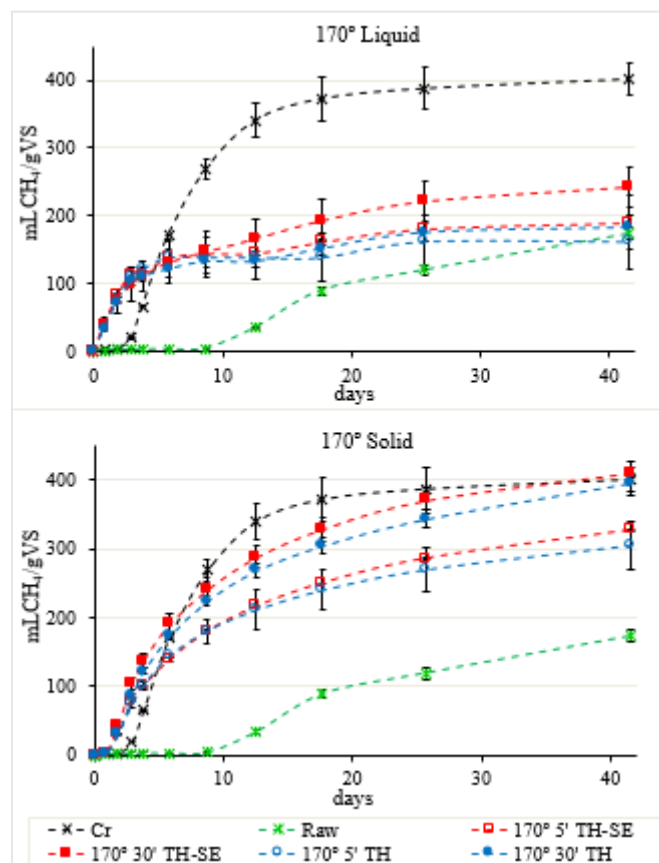 170° Liquid
mLCH₄/gVS
400
300
200
100
0
0 10 20 30 40
days
170° Solid
mLCH₄/gVS
400
300
200
100
0
0 10 20 30 40
days
Cr Raw 170° 5' TH-SE
170° 30' TH-SE 170° 5' TH 170° 30' TH